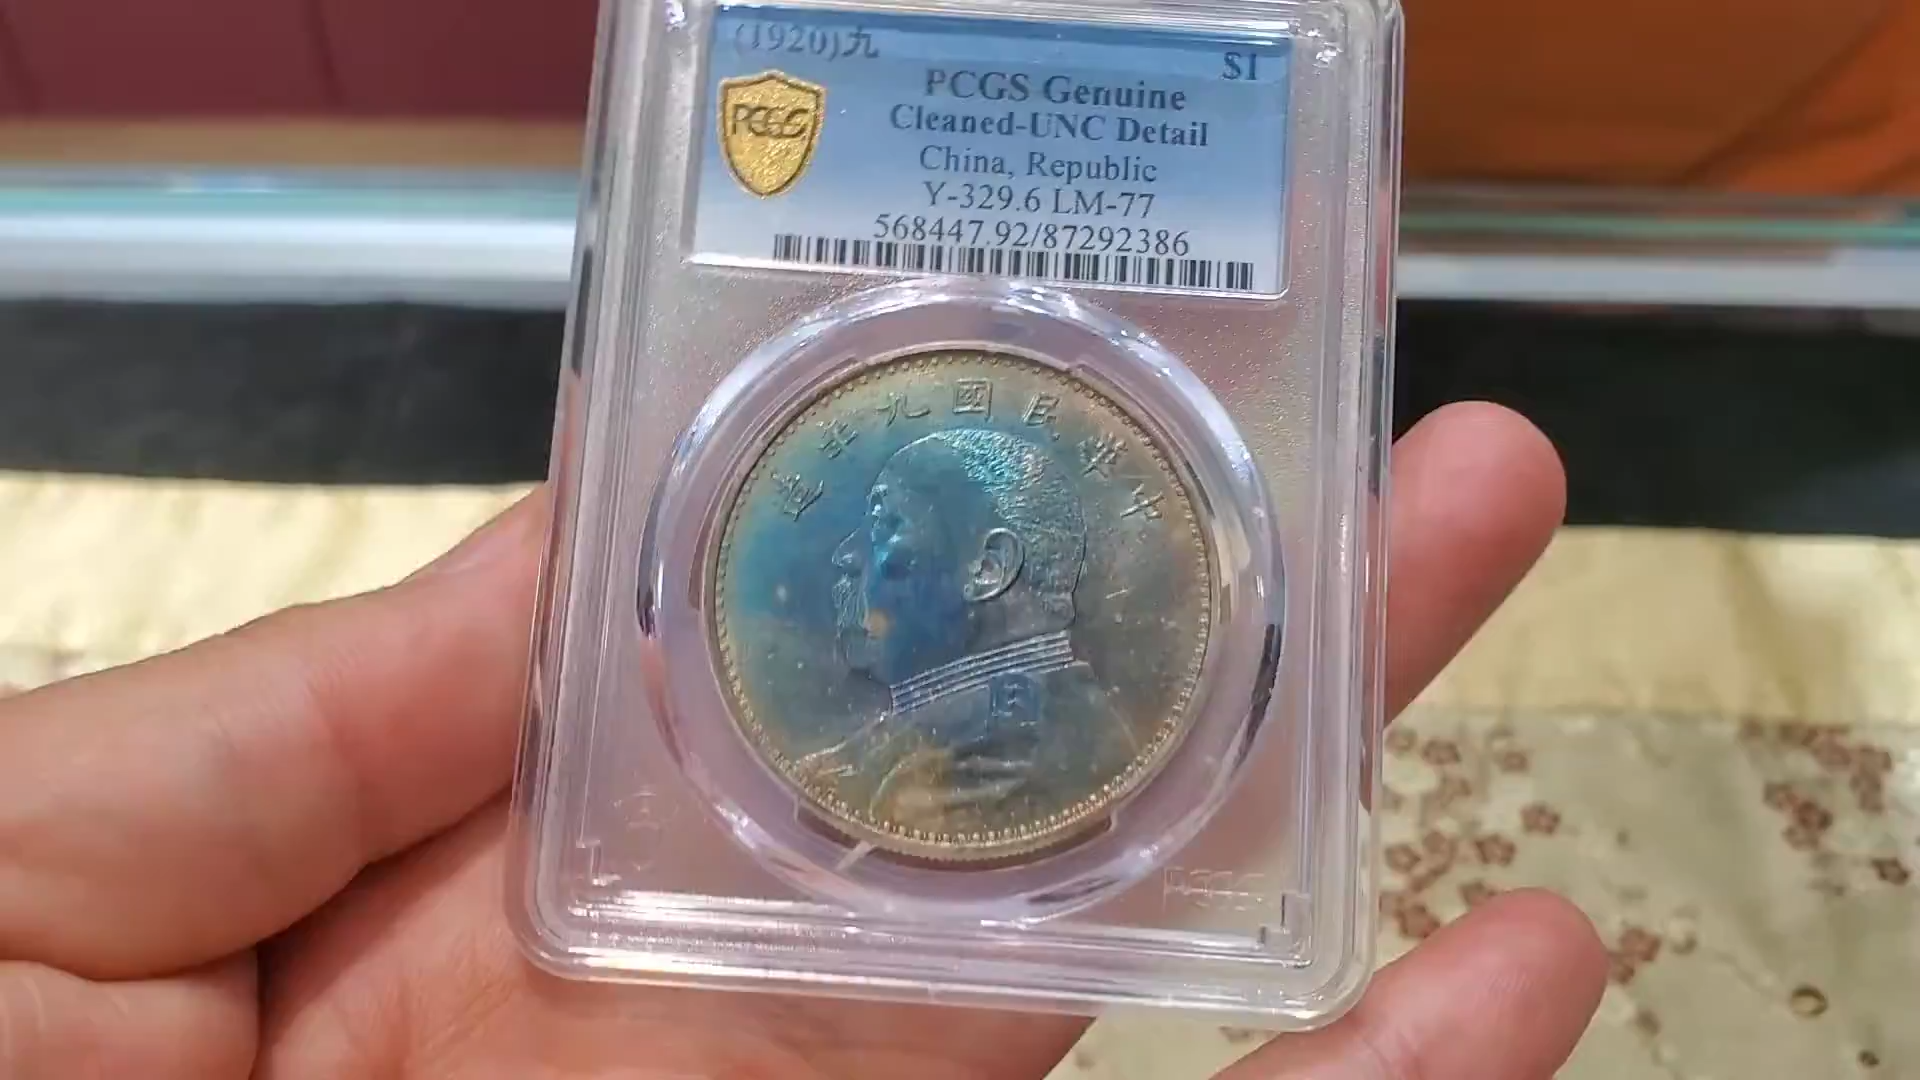 (1920)九 $1
PCGS
PCGS Genuine
Cleaned-UNC Detail
China, Republic
Y-329.6 LM-77
568447.92/87292386
造年九國民華中
PCGS